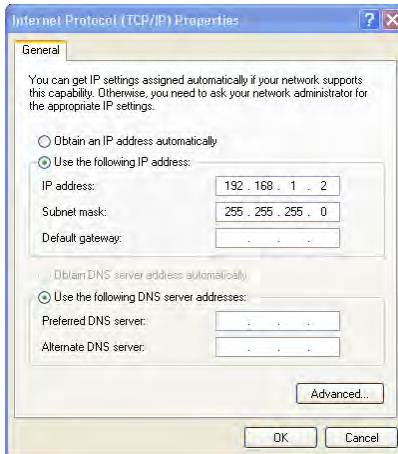 Internet Protocol (TCP/IP) Properties
General
You can get IP settings assigned automatically if your network supports
this capability. Otherwise, you need to ask your network administrator for
the appropriate IP settings.
Obtain an IP address automatically
Use the following IP address:
IP address: 192 . 168 . 1 . 2
Subnet mask: 255 . 255 . 255 . 0
Default gateway: . . .
Obtain DNS server address automatically
Use the following DNS server addresses:
Preferred DNS server: . . .
Alternate DNS server: . . .
Advanced...
OK Cancel